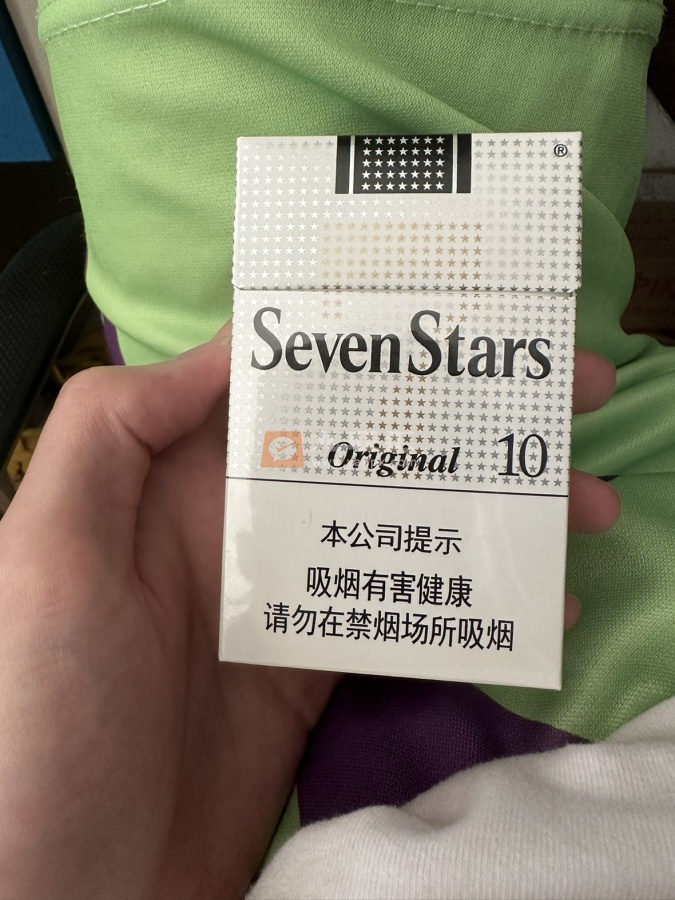 ®
Seven Stars
Original 10
本公司提示
吸烟有害健康
请勿在禁烟场所吸烟